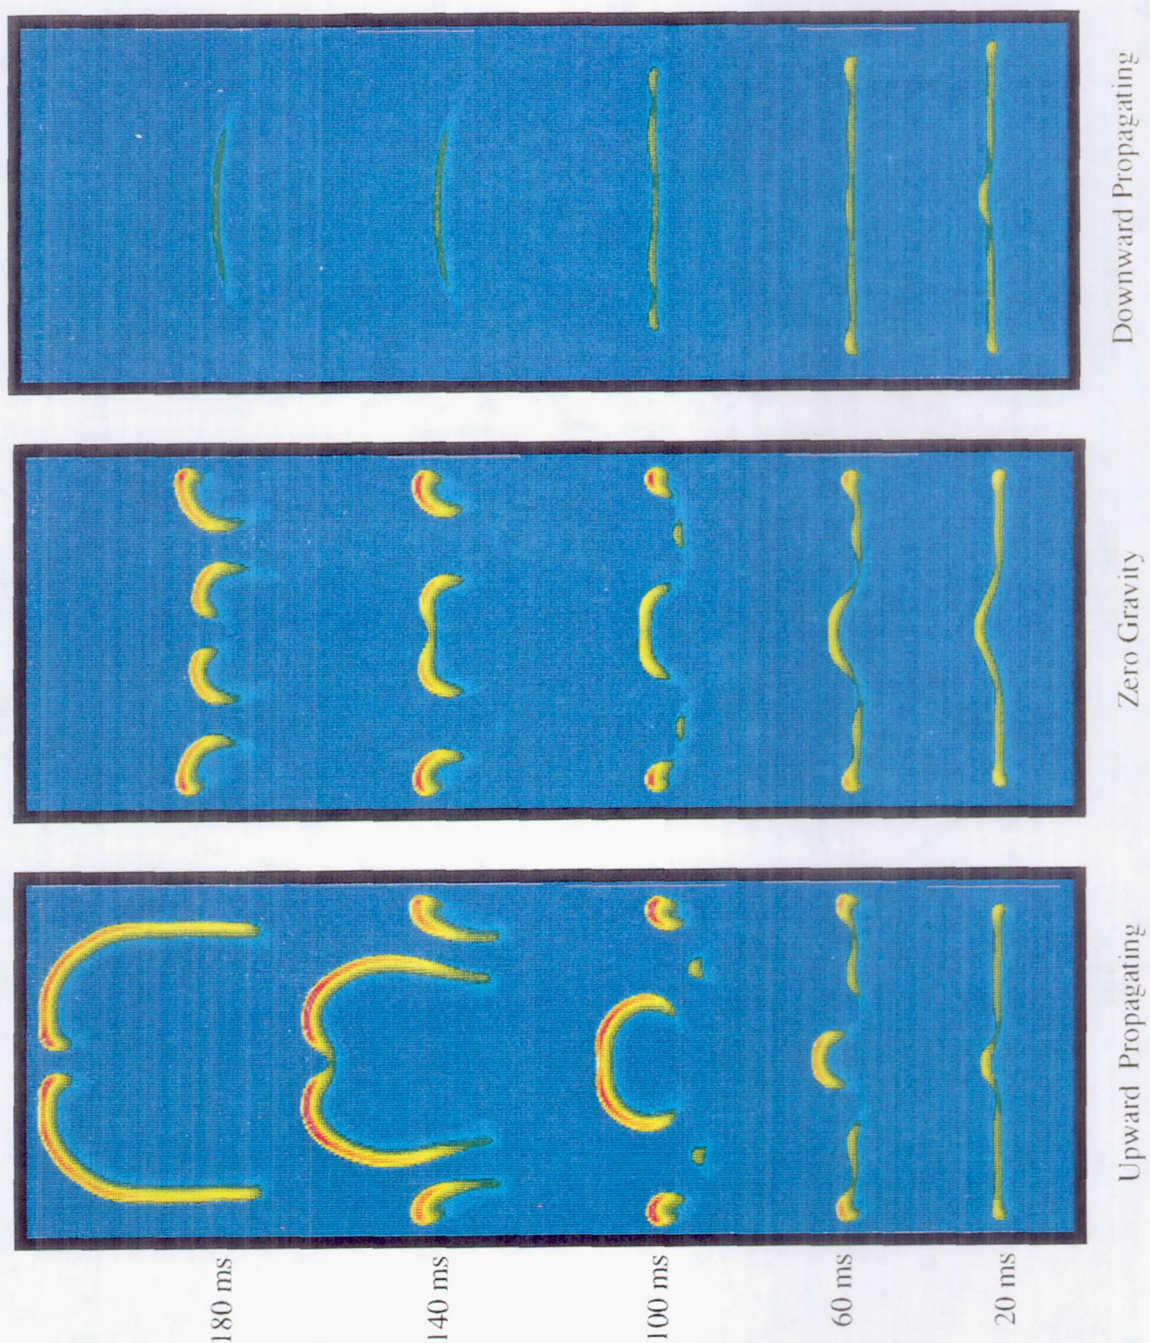 Downward Propagating
Zero Gravity
Upward Propagating
180 ms
140 ms
100 ms
60 ms
20 ms